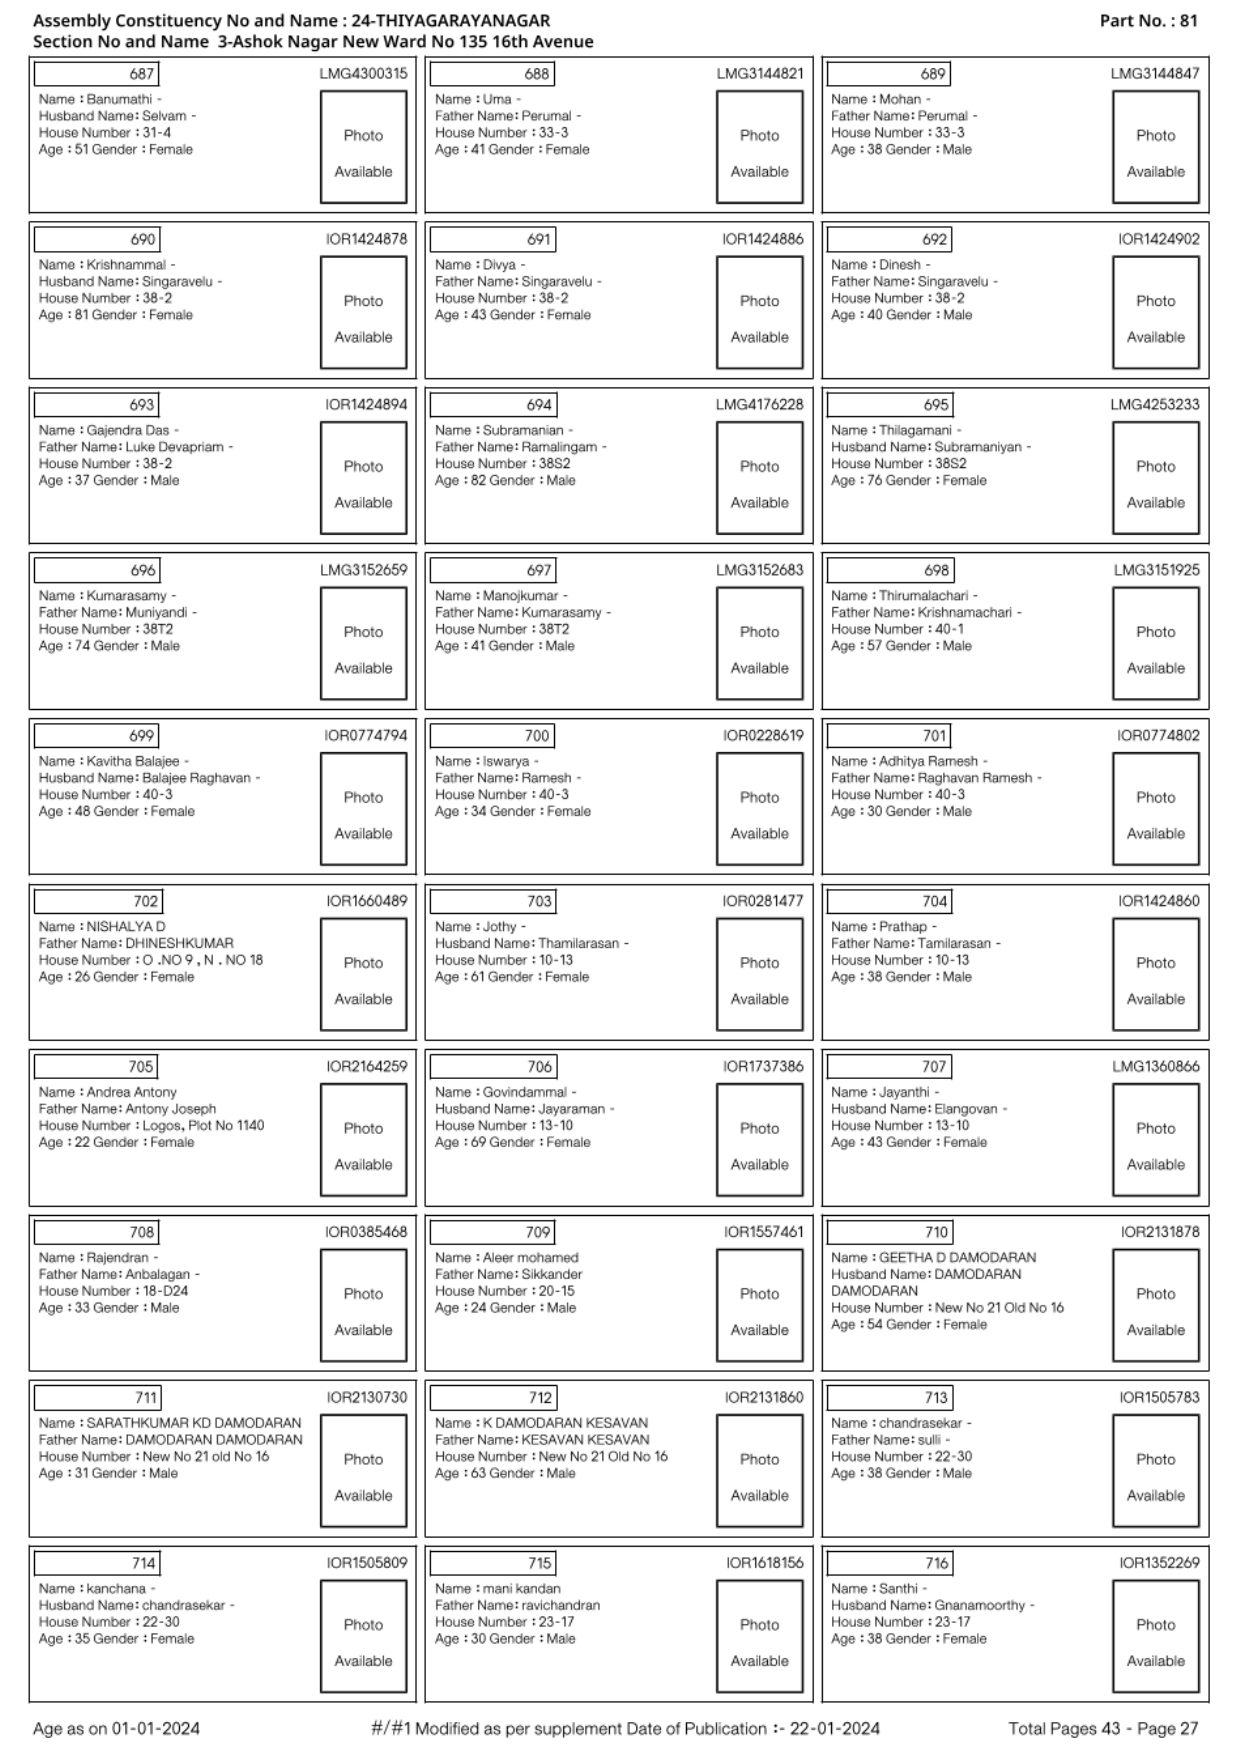 Assembly Constituency No and Name : 24-THIYAGARAYANAGAR
Part No. : 81
Section No and Name 3-Ashok Nagar New Ward No 135 16th Avenue
687
LMG4300315
Name : Banumathi -
Husband Name: Selvam -
House Number : 31-4
Age : 51 Gender : Female
Photo
Available
688
LMG3144821
Name : Uma -
Father Name: Perumal -
House Number : 33-3
Age : 41 Gender : Female
Photo
Available
689
LMG3144847
Name : Mohan -
Father Name: Perumal -
House Number : 33-3
Age : 38 Gender : Male
Photo
Available
690
IOR1424878
Name : Krishnammal -
Husband Name: Singaravelu -
House Number : 38-2
Age : 81 Gender : Female
Photo
Available
691
IOR1424886
Name : Divya -
Father Name: Singaravelu -
House Number : 38-2
Age : 43 Gender : Female
Photo
Available
692
IOR1424902
Name : Dinesh -
Father Name: Singaravelu -
House Number : 38-2
Age : 40 Gender : Male
Photo
Available
693
IOR1424894
Name : Gajendra Das -
Father Name: Luke Devapriam -
House Number : 38-2
Age : 37 Gender : Male
Photo
Available
694
LMG4176228
Name : Subramanian -
Father Name: Ramalingam -
House Number : 38S2
Age : 82 Gender : Male
Photo
Available
695
LMG4253233
Name : Thilagamani -
Husband Name: Subramaniyan -
House Number : 38S2
Age : 76 Gender : Female
Photo
Available
696
LMG3152659
Name : Kumarasamy -
Father Name: Muniyandi -
House Number : 38T2
Age : 74 Gender : Male
Photo
Available
697
LMG3152683
Name : Manojkumar -
Father Name: Kumarasamy -
House Number : 38T2
Age : 41 Gender : Male
Photo
Available
698
LMG3151925
Name : Thirumalachari -
Father Name: Krishnamachari -
House Number : 40-1
Age : 57 Gender : Male
Photo
Available
699
IOR0774794
Name : Kavitha Balajee -
Husband Name: Balajee Raghavan -
House Number : 40-3
Age : 48 Gender : Female
Photo
Available
700
IOR0228619
Name : Iswarya -
Father Name: Ramesh -
House Number : 40-3
Age : 34 Gender : Female
Photo
Available
701
IOR0774802
Name : Adhitya Ramesh -
Father Name: Raghavan Ramesh -
House Number : 40-3
Age : 30 Gender : Male
Photo
Available
702
IOR1660489
Name : NISHALYA D
Father Name: DHINESHKUMAR
House Number : O .NO 9 , N . NO 18
Age : 26 Gender : Female
Photo
Available
703
IOR0281477
Name : Jothy -
Husband Name: Thamilarasan -
House Number : 10-13
Age : 61 Gender : Female
Photo
Available
704
IOR1424860
Name : Prathap -
Father Name: Tamilarasan -
House Number : 10-13
Age : 38 Gender : Male
Photo
Available
705
IOR2164259
Name : Andrea Antony
Father Name: Antony Joseph
House Number : Logos, Plot No 1140
Age : 22 Gender : Female
Photo
Available
706
IOR1737386
Name : Govindammal -
Husband Name: Jayaraman -
House Number : 13-10
Age : 69 Gender : Female
Photo
Available
707
LMG1360866
Name : Jayanthi -
Husband Name: Elangovan -
House Number : 13-10
Age : 43 Gender : Female
Photo
Available
708
IOR0385468
Name : Rajendran -
Father Name: Anbalagan -
House Number : 18-D24
Age : 33 Gender : Male
Photo
Available
709
IOR1557461
Name : Aleer mohamed
Father Name: Sikkander
House Number : 20-15
Age : 24 Gender : Male
Photo
Available
710
IOR2131878
Name : GEETHA D DAMODARAN
Husband Name: DAMODARAN
DAMODARAN
House Number : New No 21 Old No 16
Age : 54 Gender : Female
Photo
Available
711
IOR2130730
Name : SARATHKUMAR KD DAMODARAN
Father Name: DAMODARAN DAMODARAN
House Number : New No 21 old No 16
Age : 31 Gender : Male
Photo
Available
712
IOR2131860
Name : K DAMODARAN KESAVAN
Father Name: KESAVAN KESAVAN
House Number : New No 21 Old No 16
Age : 63 Gender : Male
Photo
Available
713
IOR1505783
Name : chandrasekar -
Father Name: sulli -
House Number : 22-30
Age : 38 Gender : Male
Photo
Available
714
IOR1505809
Name : kanchana -
Husband Name: chandrasekar -
House Number : 22-30
Age : 35 Gender : Female
Photo
Available
715
IOR1618156
Name : mani kandan
Father Name: ravichandran
House Number : 23-17
Age : 30 Gender : Male
Photo
Available
716
IOR1352269
Name : Santhi -
Husband Name: Gnanamoorthy -
House Number : 23-17
Age : 38 Gender : Female
Photo
Available
Age as on 01-01-2024
#/#1 Modified as per supplement Date of Publication :- 22-01-2024
Total Pages 43 - Page 27